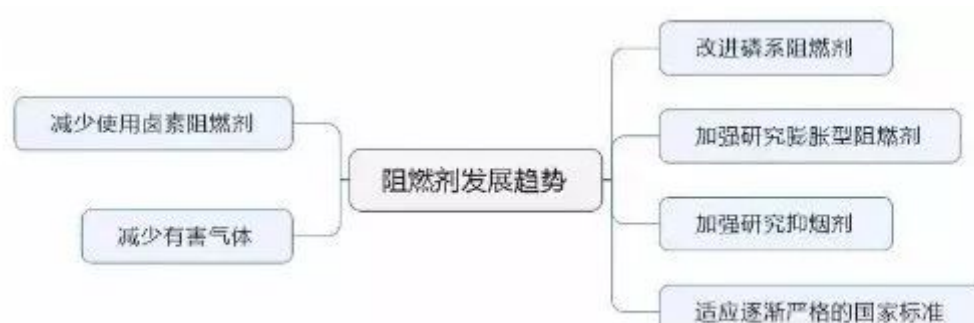 改进磷系阻燃剂
减少使用卤素阻燃剂
加强研究膨胀型阻燃剂
阻燃剂发展趋势
加强研究抑烟剂
减少有害气体
适应逐渐严格的国家标准